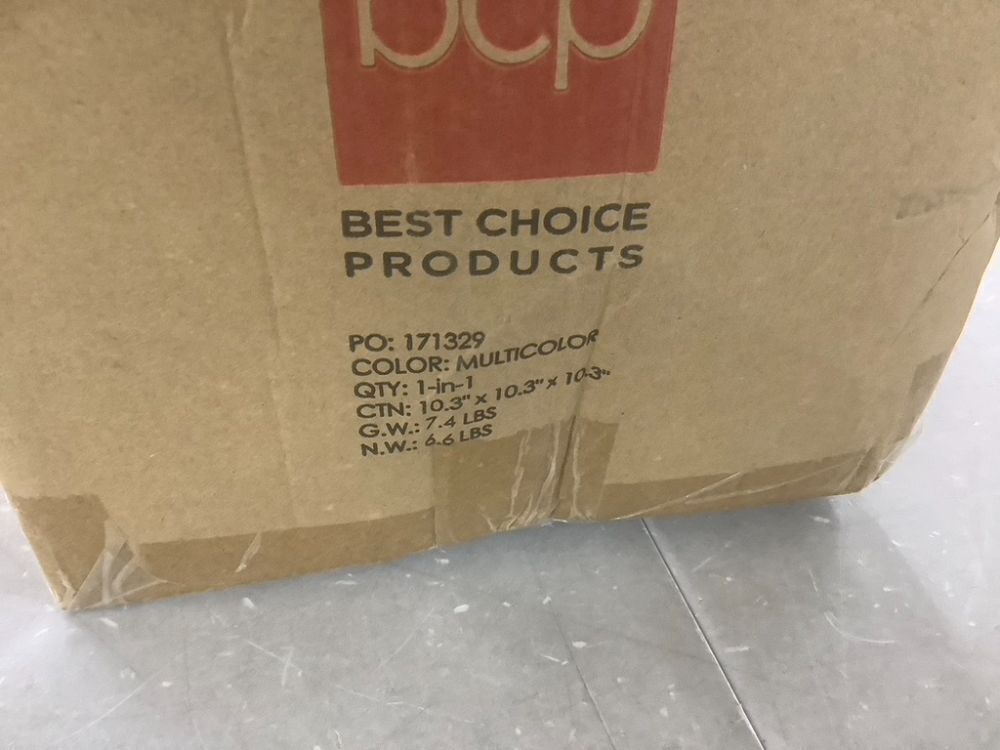 bcp
BEST CHOICE
PRODUCTS
PO: 171329
COLOR: MULTICOLOR
QTY: 1-in-1
CTN: 10.3" x 10.3" x 10.3"
G.W.: 7.4 LBS
N.W.: 6.6 LBS